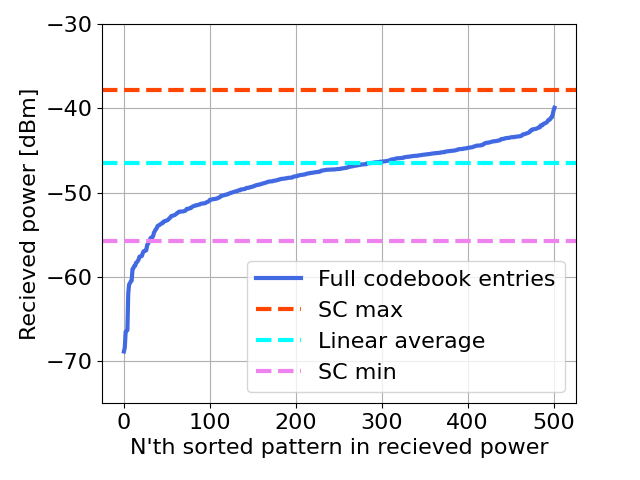 −30
−40
−50
−60
−70
Recieved power [dBm]
Full codebook entries
SC max
Linear average
SC min
0 100 200 300 400 500
N'th sorted pattern in recieved power